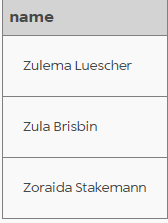 name
Zulema Luescher
Zula Brisbin
Zoraida Stakemann